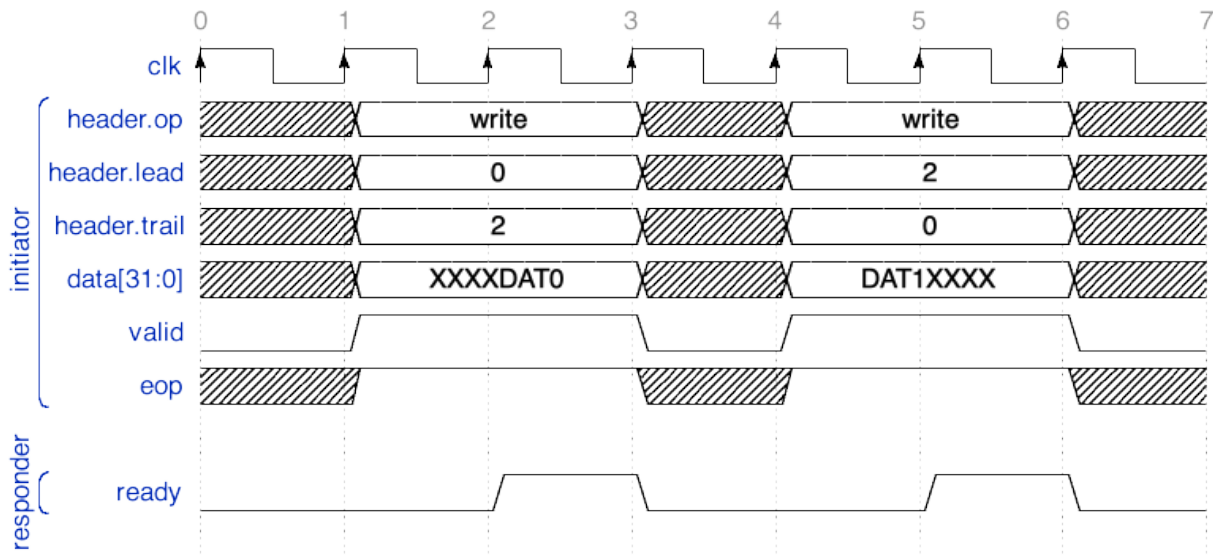 0 1 2 3 4 5 6 7
clk
initiator
header.op write write
header.lead 0 2
header.trail 2 0
data[31:0] XXXXDAT0 DAT1XXXX
valid
eop
responder
ready